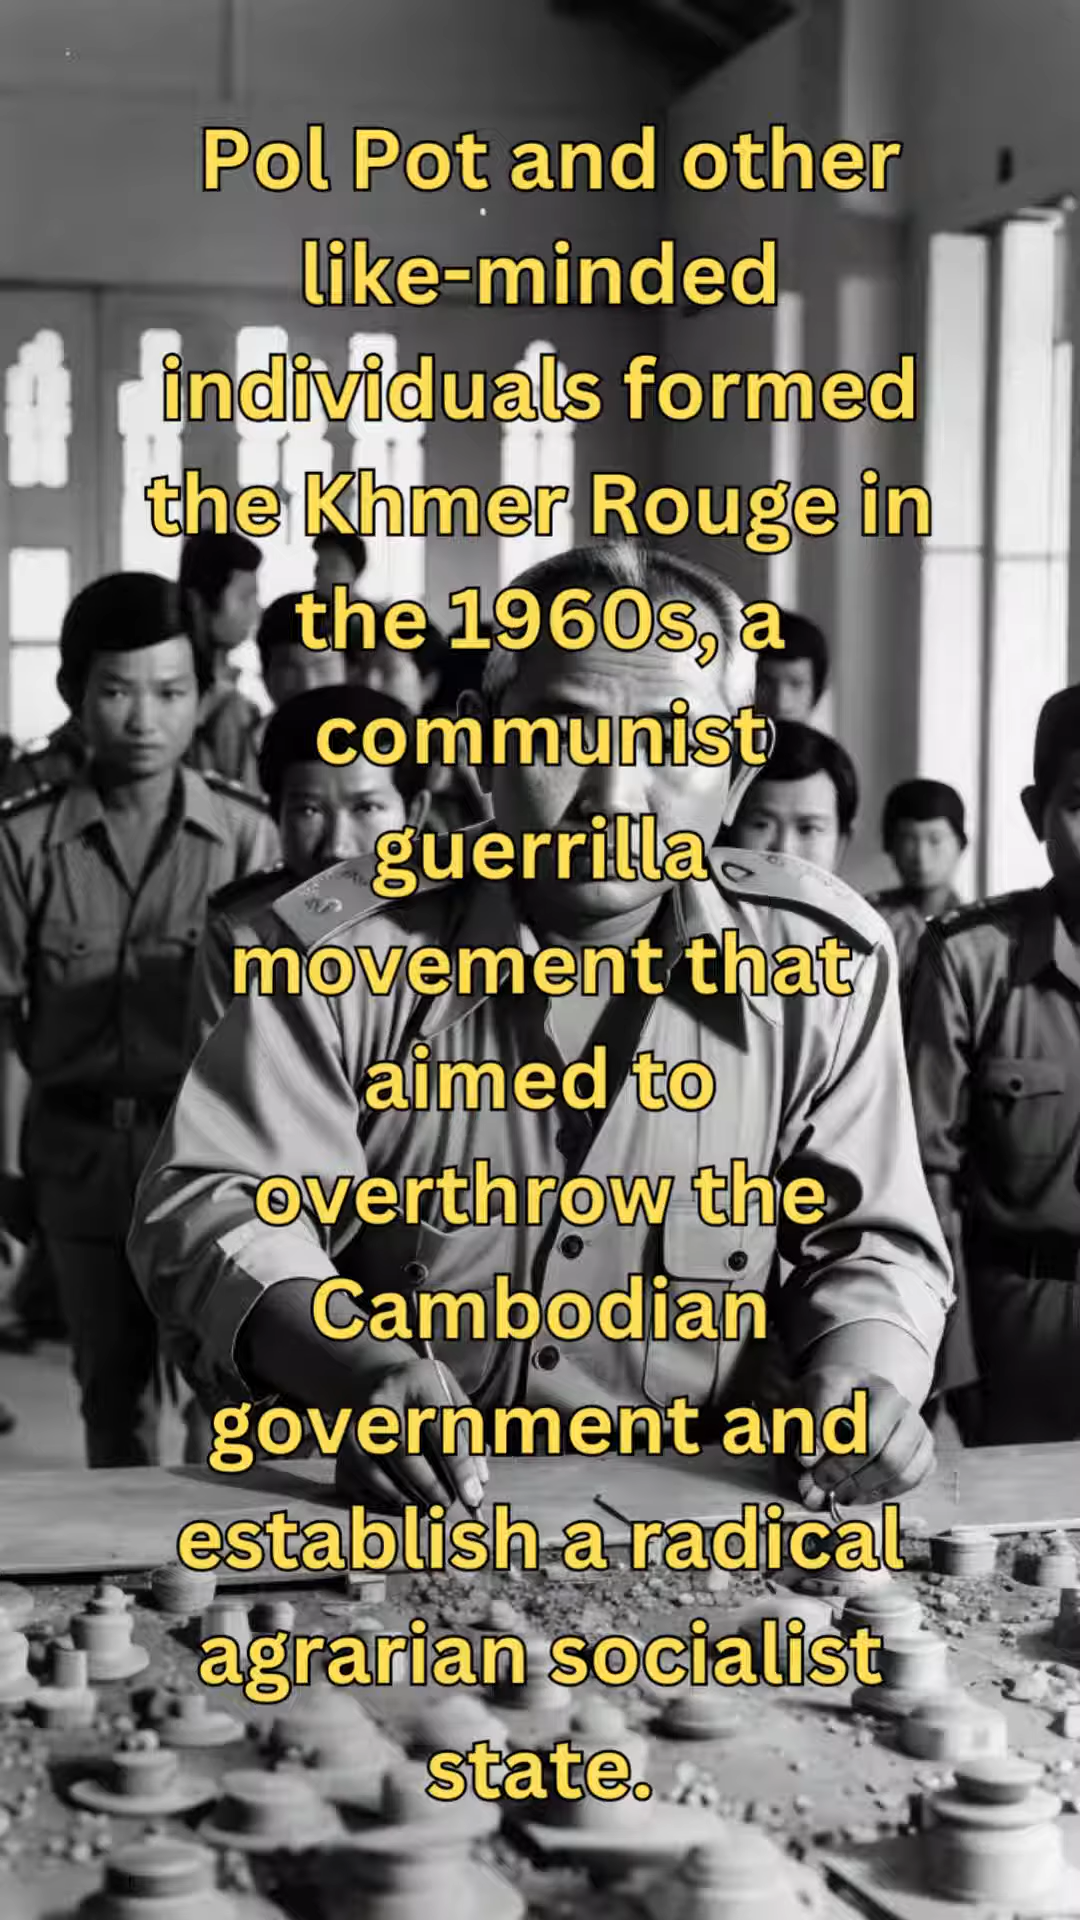 Pol Pot and other
like-minded
individuals formed
the Khmer Rouge in
the 1960s, a
communist
guerrilla
movement that
aimed to
overthrow the
Cambodian
government and
establish a radical
agrarian socialist
state.